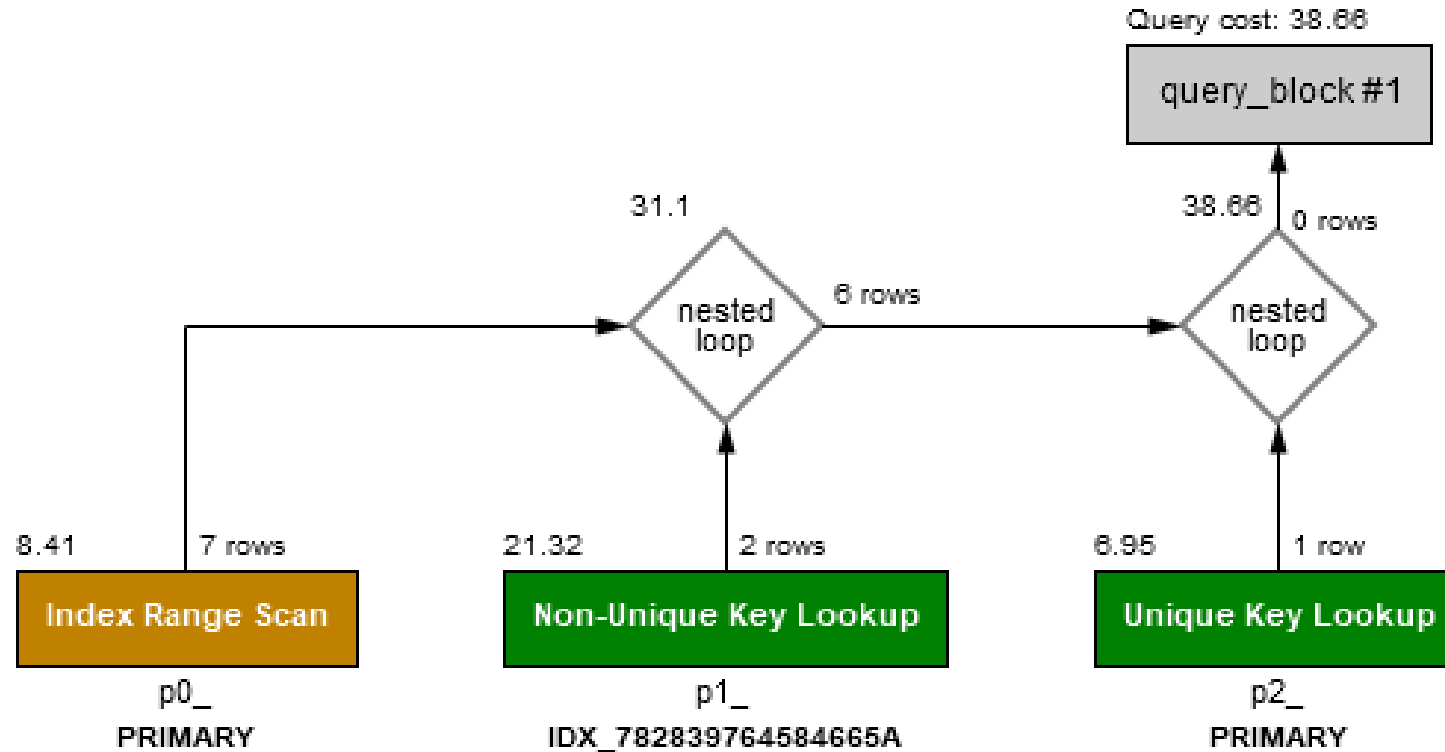 Query cost: 38.66
query_block #1
31.1
38.66
0 rows
nested
loop
6 rows
nested
loop
8.41
7 rows
21.32
2 rows
6.95
1 row
Index Range Scan
Non-Unique Key Lookup
Unique Key Lookup
p0_
p1_
p2_
PRIMARY
IDX_782839764584665A
PRIMARY